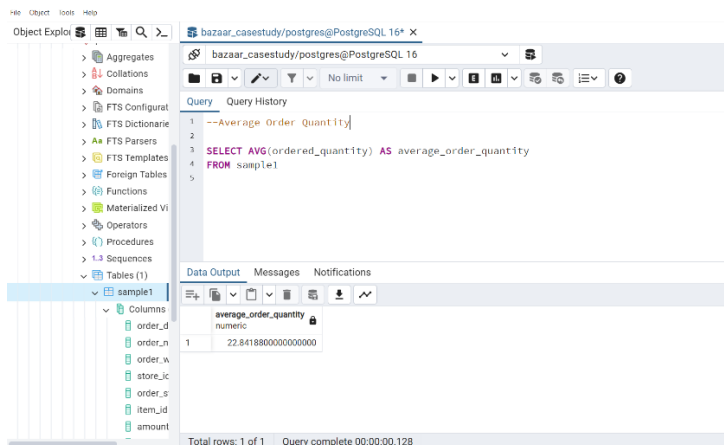 File Object Tools Help
Object Explor
bazaar_casestudy/postgres@PostgreSQL 16*
Aggregates
Collations
Domains
FTS Configurat
FTS Dictionarie
Aa FTS Parsers
FTS Templates
Foreign Tables
Functions
Materialized Vi
Operators
Procedures
1..3 Sequences
Tables (1)
sample1
Columns
order_d
order_n
order_w
store_id
order_s
item_id
amount
bazaar_casestudy/postgres@PostgreSQL 16
No limit
Query Query History
1 --Average Order Quantity
2
3 SELECT AVG(ordered_quantity) AS average_order_quantity
4 FROM sample1
5
Data Output Messages Notifications
average_order_quantity
numeric
1 22.8418800000000000
Total rows: 1 of 1 Query complete 00:00:00.128